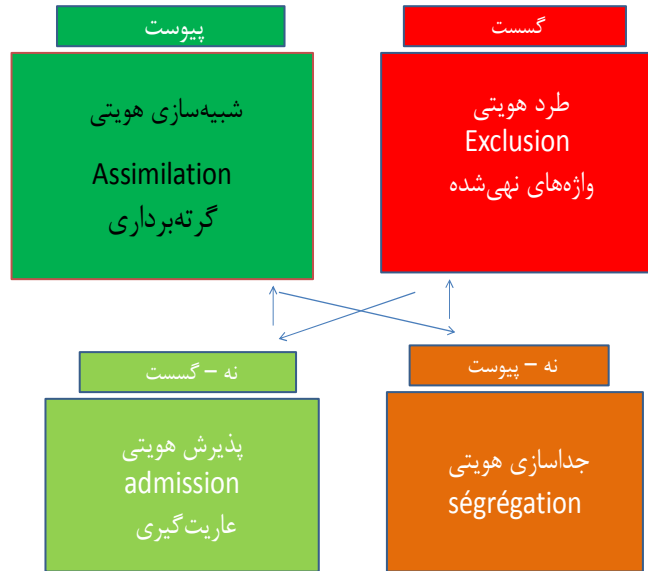 گسست
طرد هویتی
Exclusion
واژه‌های نهی‌شده
پیوست
شبیه‌سازی هویتی
Assimilation
گرته‌برداری
نه – پیوست
جداسازی هویتی
ségrégation
نه – گسست
پذیرش هویتی
admission
عاریت‌گیری